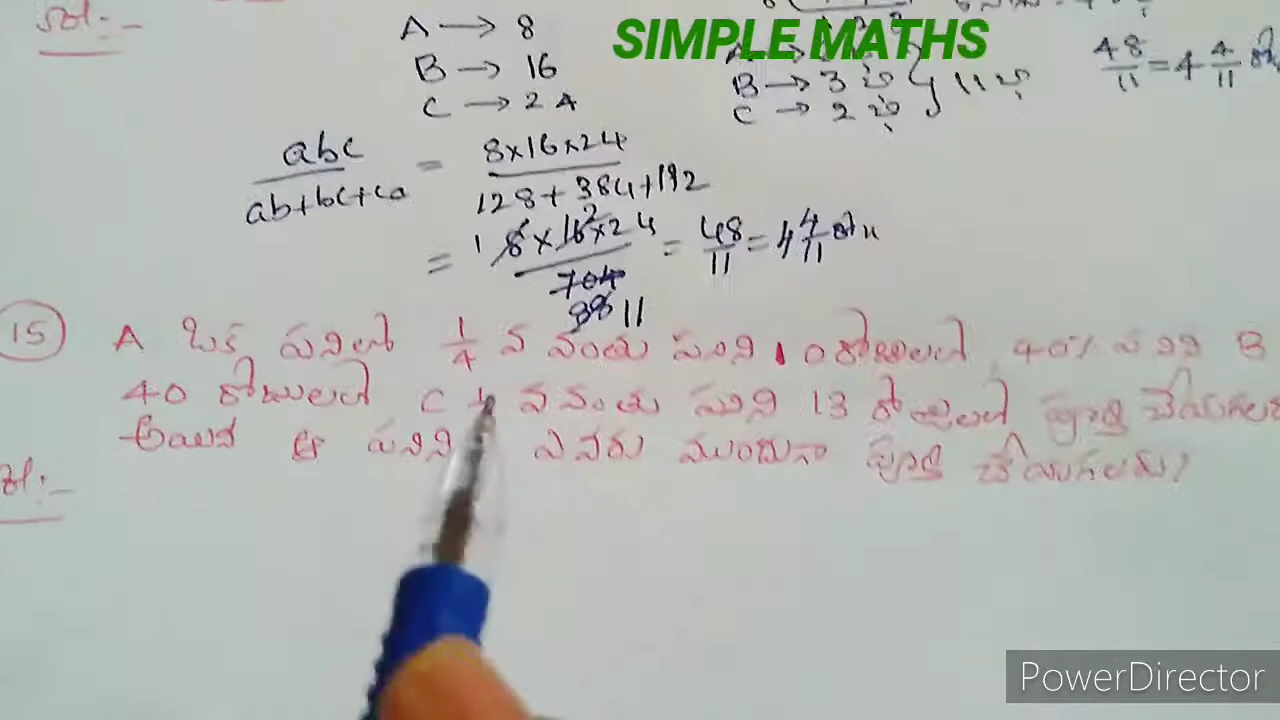 SIMPLE MATHS
A → 8
B → 16
C → 24
B → 3
C → 2
48/11 = 4 4/11
abc/ab+bc+ca = 8×16×24/128+384+192
= 8×16×24/704 = 48/11 = 4 4/11
15 A ఒక పనిలో 1/4 వ వంతు పనిని 10 రోజులలో, 40% పనిని B
40 రోజులలో C వ వంతు పని 13 రోజులలో పూర్తి చేయగలరు
అయిన ఆ పనిని ఎవరు ముందుగా పూర్తి చేయగలరు?
PowerDirector